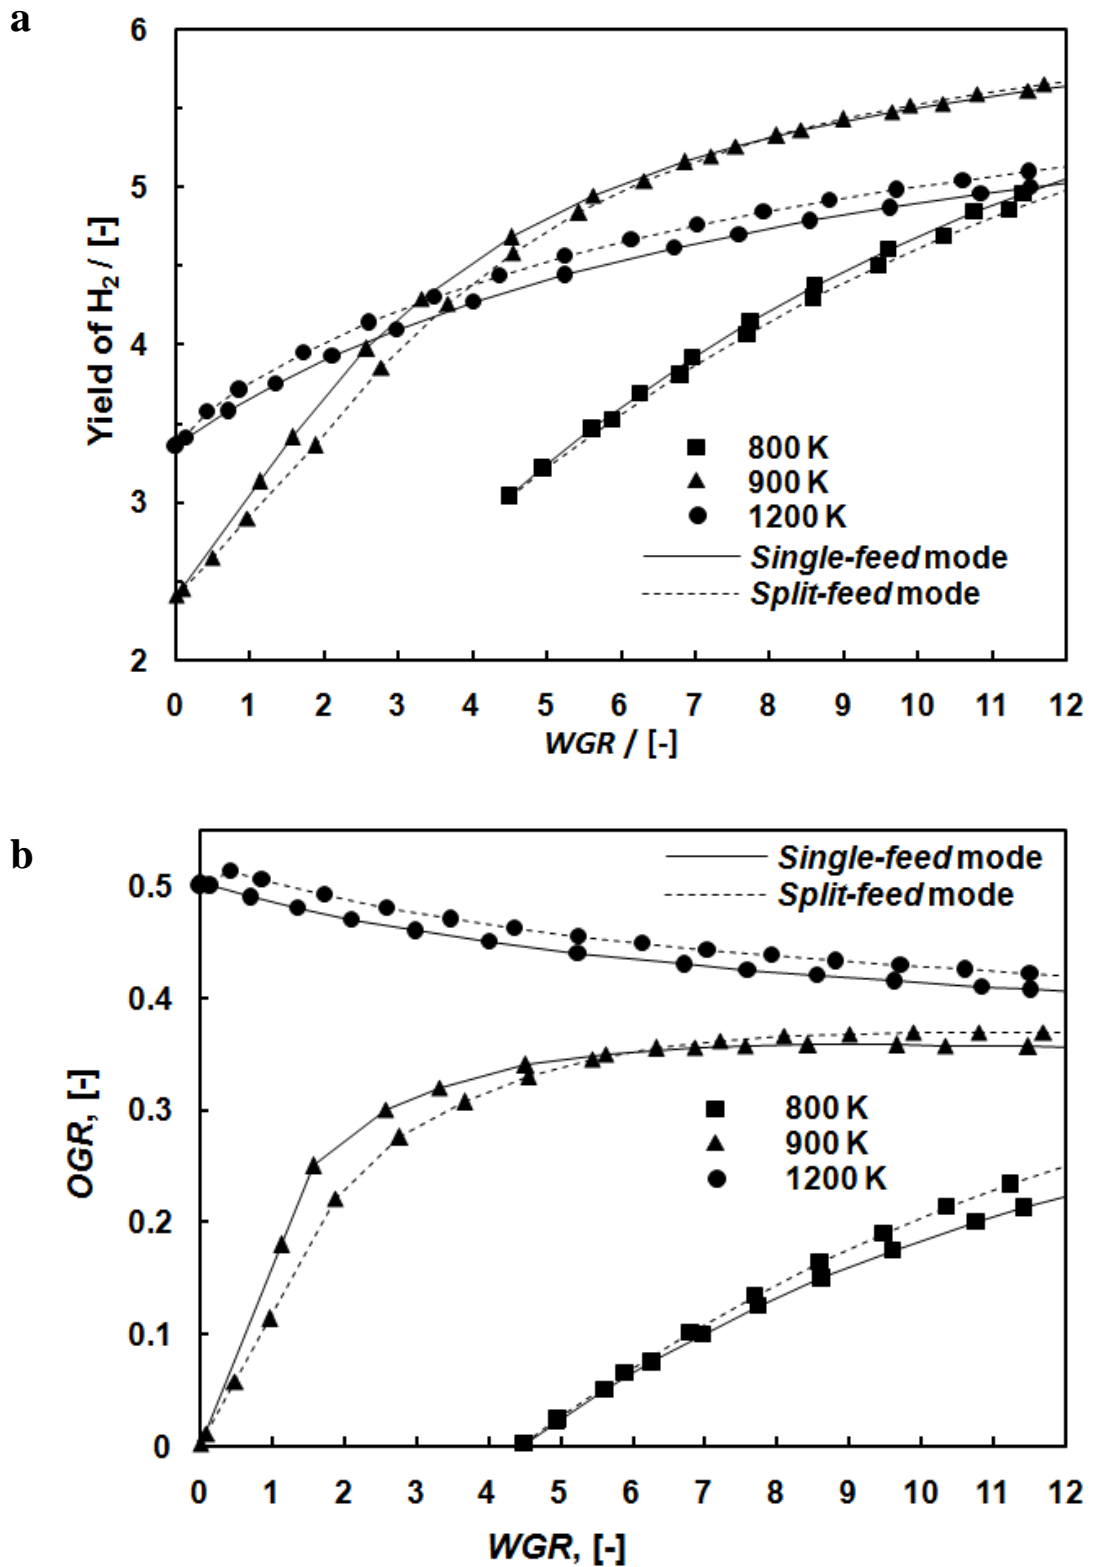 a
6
5
4
3
2
Yield of H₂ / [-]
800 K
900 K
1200 K
Single-feed mode
Split-feed mode
0 1 2 3 4 5 6 7 8 9 10 11 12
WGR / [-]
b
Single-feed mode
Split-feed mode
0.5
0.4
0.3
0.2
0.1
0
OGR, [-]
800 K
900 K
1200 K
0 1 2 3 4 5 6 7 8 9 10 11 12
WGR, [-]